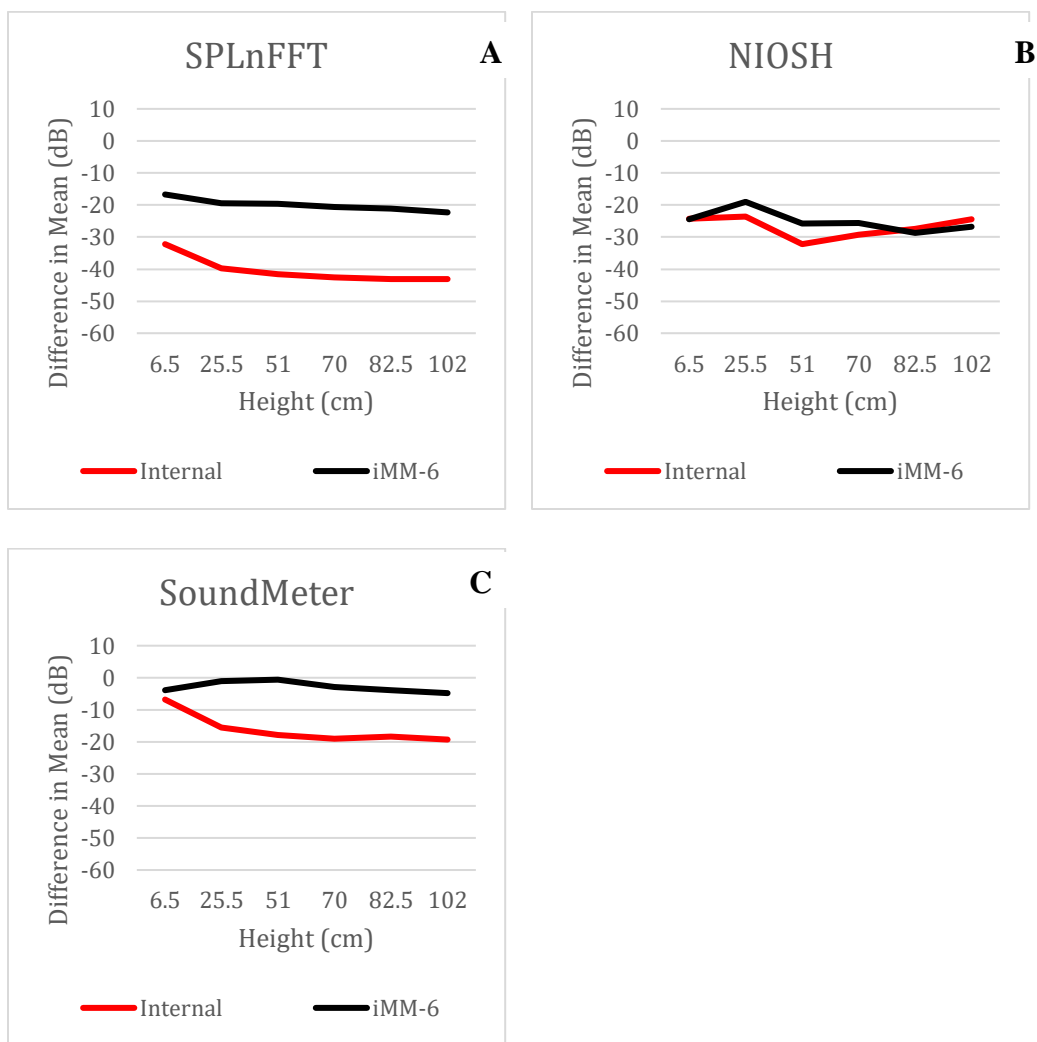 SPLnFFT
A
Difference in Mean (dB)
10
0
-10
-20
-30
-40
-50
-60
6.5 25.5 51 70 82.5 102
Height (cm)
Internal iMM-6
NIOSH
B
Difference in Mean (dB)
10
0
-10
-20
-30
-40
-50
-60
6.5 25.5 51 70 82.5 102
Height (cm)
Internal iMM-6
SoundMeter
C
Difference in Mean (dB)
10
0
-10
-20
-30
-40
-50
-60
6.5 25.5 51 70 82.5 102
Height (cm)
Internal iMM-6